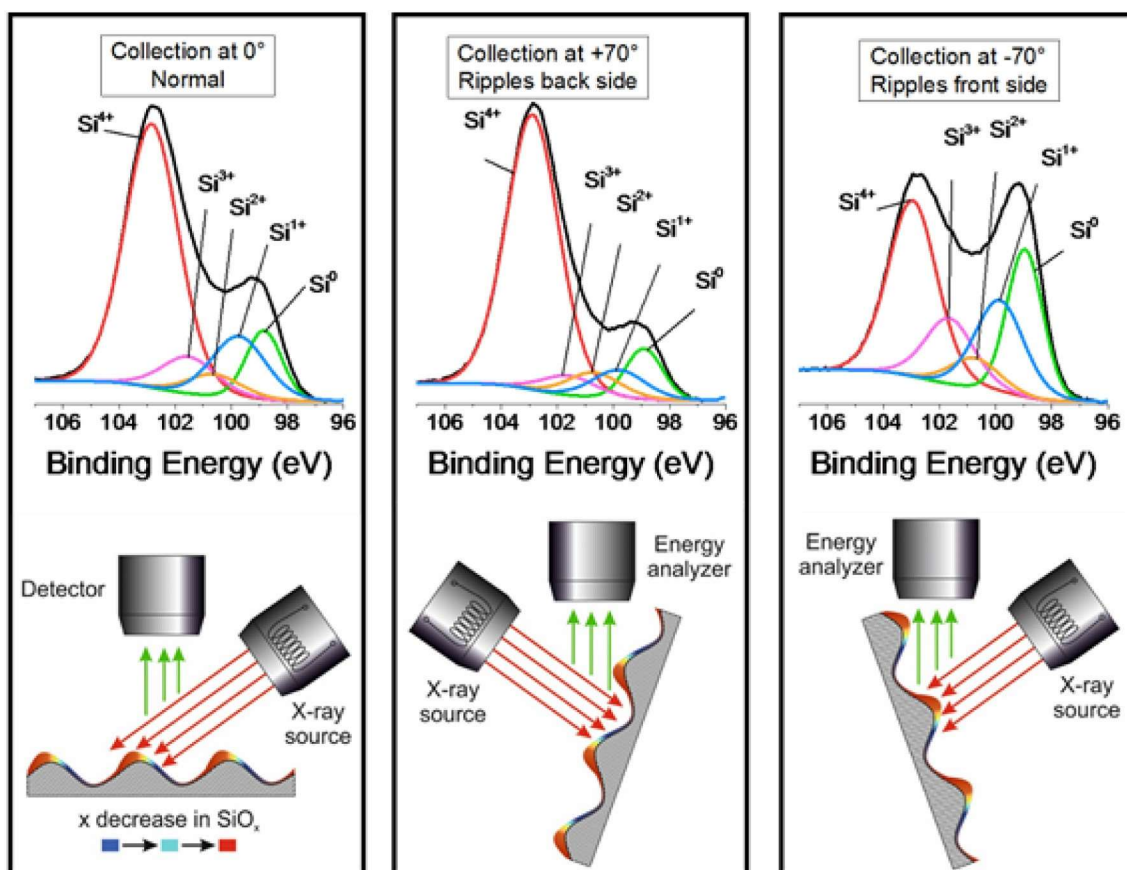 Collection at 0°
Normal
Si4+
Si3+
Si2+
Si1+
Si0
106 104 102 100 98 96
Binding Energy (eV)
Detector
X-ray
source
x decrease in SiOx
Collection at +70°
Ripples back side
Si4+
Si3+
Si2+
Si1+
Si0
106 104 102 100 98 96
Binding Energy (eV)
Energy
analyzer
X-ray
source
Collection at -70°
Ripples front side
Si4+
Si3+
Si2+
Si1+
Si0
106 104 102 100 98 96
Binding Energy (eV)
Energy
analyzer
X-ray
source